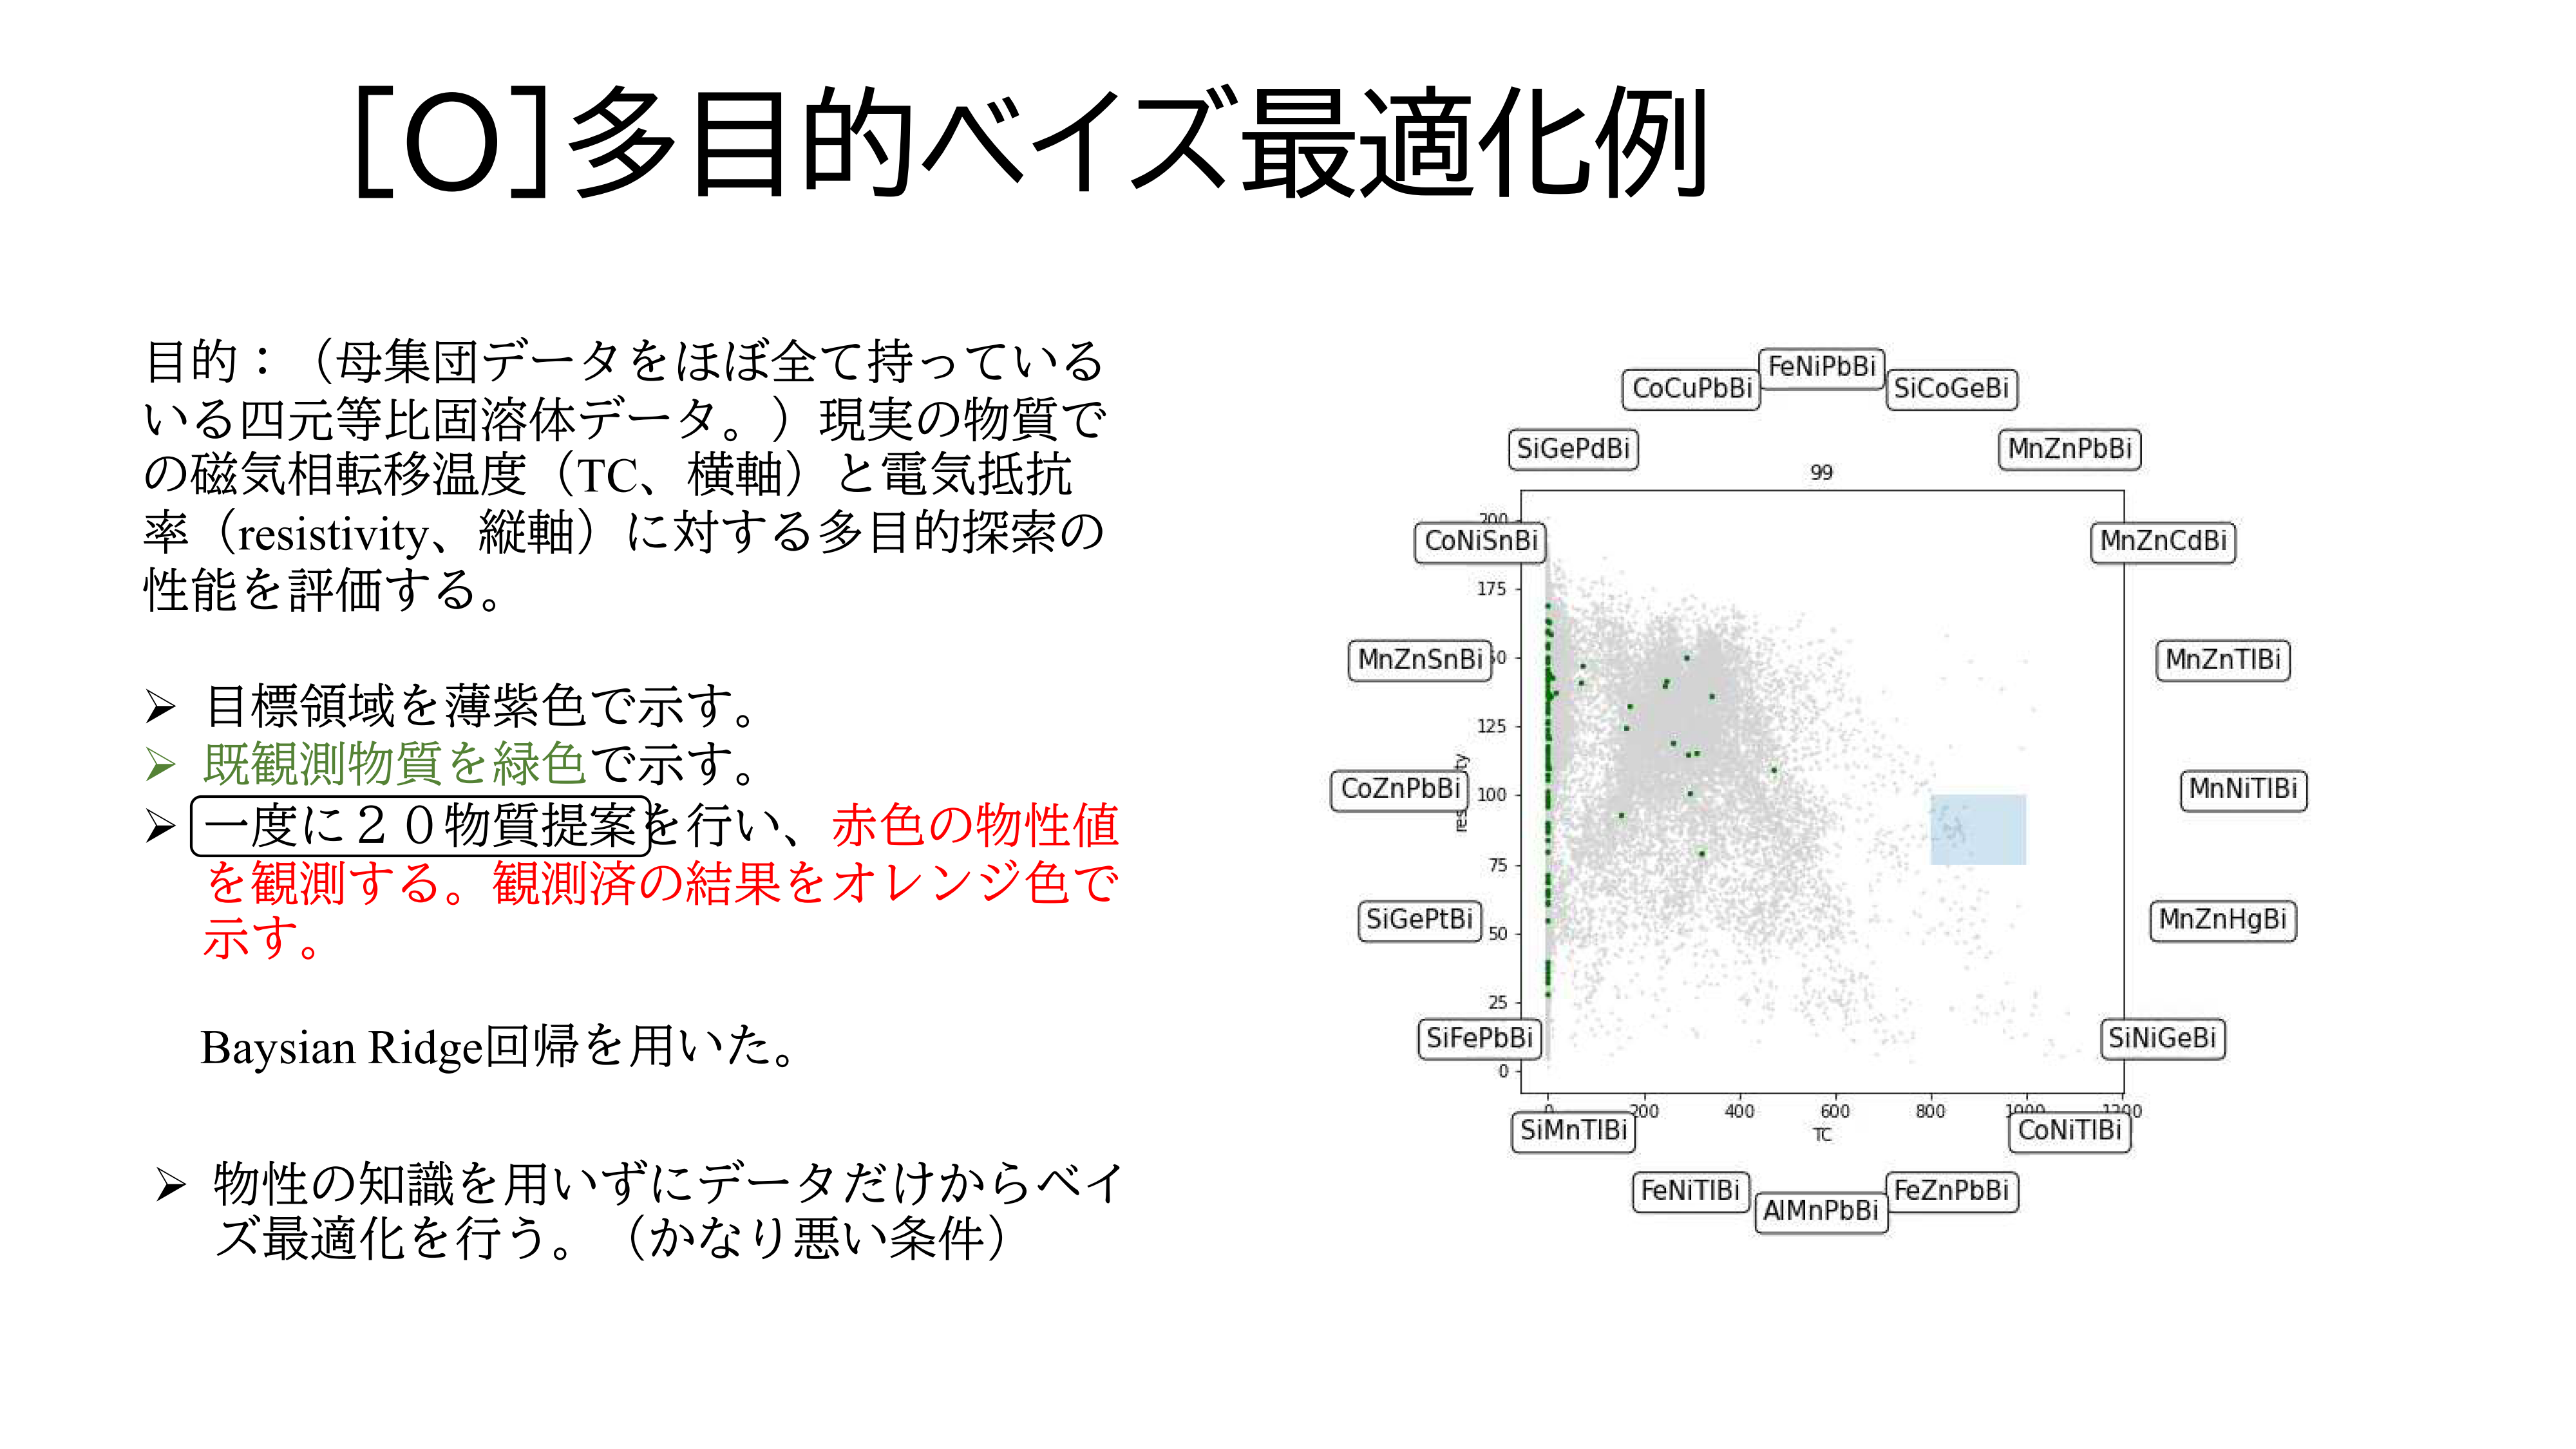 [O]多目的ベイズ最適化例
目的：（母集団データをほぼ全て持っている
いる四元等比固溶体データ。）現実の物質で
の磁気相転移温度（TC、横軸）と電気抵抗
率（resistivity、縦軸）に対する多目的探索の
性能を評価する。
➢ 目標領域を薄紫色で示す。
➢ 既観測物質を緑色で示す。
➢ 一度に２０物質提案を行い、赤色の物性値
を観測する。観測済の結果をオレンジ色で
示す。
Baysian Ridge回帰を用いた。
➢ 物性の知識を用いずにデータだけからベイ
ズ最適化を行う。（かなり悪い条件）
FeNiPbBi
CoCuPbBi
SiCoGeBi
SiGePdBi
MnZnPbBi
99
200
CoNiSnBi
MnZnCdBi
175
MnZnSnBi
50
MnZnTlBi
125
CoZnPbBi
100
MnNiTlBi
75
SiGePtBi
50
MnZnHgBi
25
SiFePbBi
SiNiGeBi
0
0
200
400
600
800
1000
1200
SiMnTlBi
TC
CoNiTlBi
FeNiTlBi
AlMnPbBi
FeZnPbBi